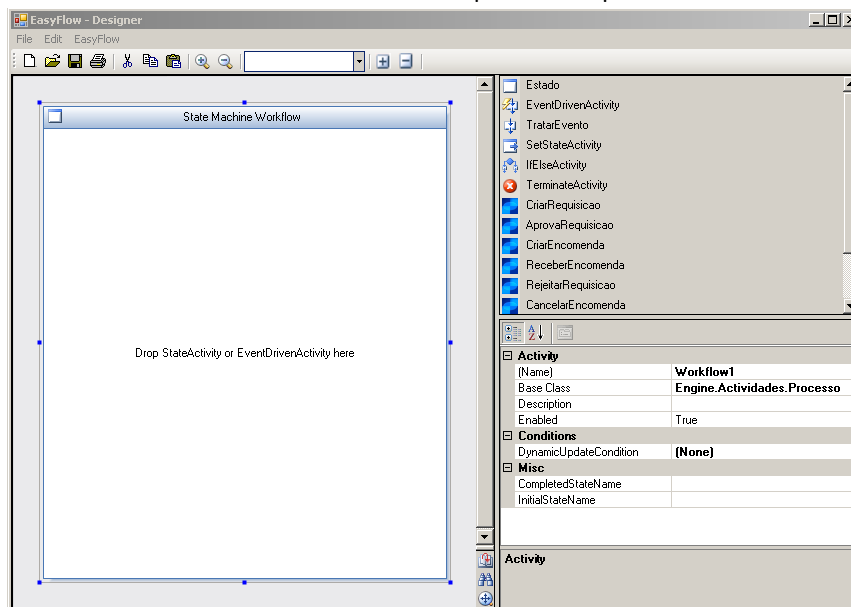 EasyFlow - Designer
File Edit EasyFlow
State Machine Workflow
Drop StateActivity or EventDrivenActivity here
Estado
EventDrivenActivity
TratarEvento
SetStateActivity
IfElseActivity
TerminateActivity
CriarRequisicao
AprovaRequisicao
CriarEncomenda
ReceberEncomenda
RejeitarRequisicao
CancelarEncomenda
Activity
(Name) Workflow1
Base Class Engine.Actividades.Processo
Description
Enabled True
Conditions
DynamicUpdateCondition (None)
Misc
CompletedStateName
InitialStateName
Activity